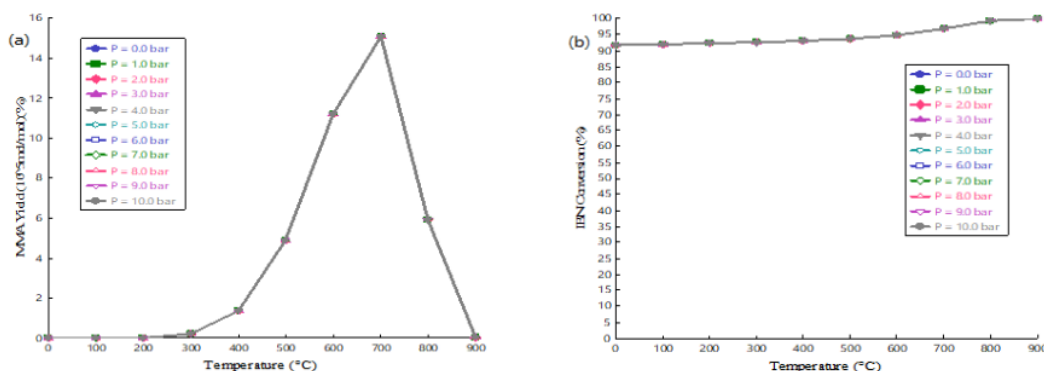 (a)
16
14
12
10
8
6
4
2
0
P = 0.0 bar
P = 1.0 bar
P = 2.0 bar
P = 3.0 bar
P = 4.0 bar
P = 5.0 bar
P = 6.0 bar
P = 7.0 bar
P = 8.0 bar
P = 9.0 bar
P = 10.0 bar
0 100 200 300 400 500 600 700 800 900
Temperature (°C)
(b)
IBN Conversion (%)
100
95
90
85
80
75
70
65
60
55
50
45
40
35
30
25
20
15
10
5
0
P = 0.0 bar
P = 1.0 bar
P = 2.0 bar
P = 3.0 bar
P = 4.0 bar
P = 5.0 bar
P = 6.0 bar
P = 7.0 bar
P = 8.0 bar
P = 9.0 bar
P = 10.0 bar
0 100 200 300 400 500 600 700 800 900
Temperature (°C)